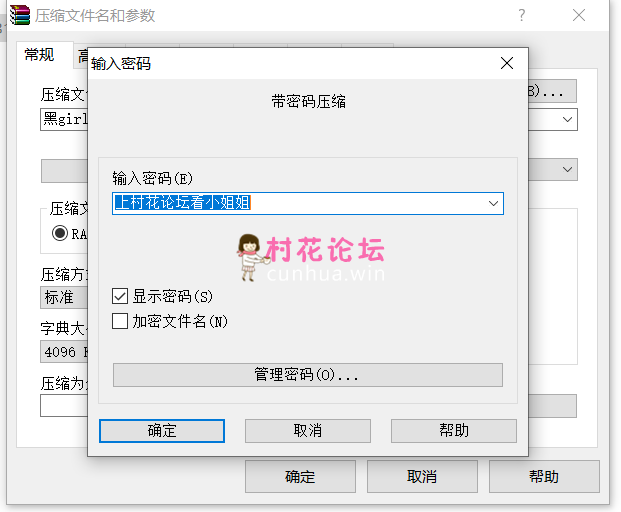 压缩文件名和参数
常规
输入密码
带密码压缩
压缩文
B)...
黑girl
输入密码(E)
上村花论坛看小姐姐
压缩文
RA
村花论坛
cunhua.win
压缩方
标准
显示密码(S)
加密文件名(N)
字典大
4096 K
管理密码(O)...
压缩为
确定
取消
帮助
确定
取消
帮助